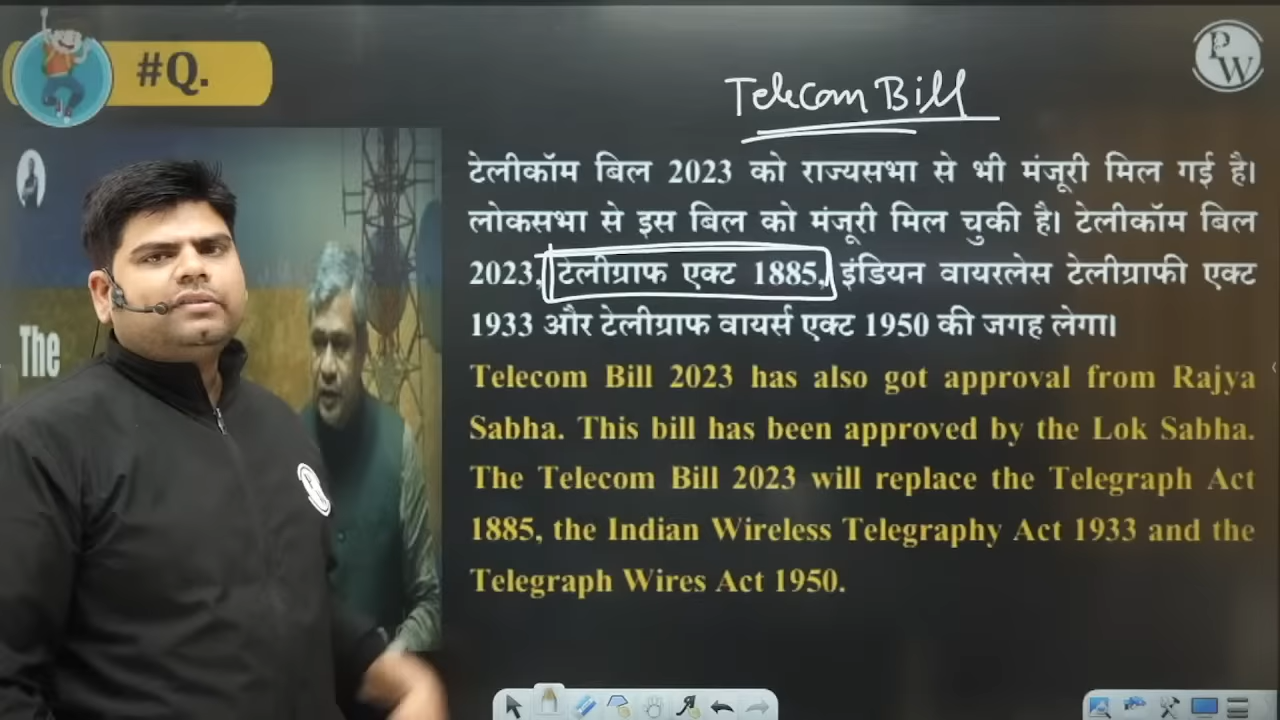 #Q.
PW
Telecom Bill
टेलीकॉम बिल 2023 को राज्यसभा से भी मंजूरी मिल गई है।
लोकसभा से इस बिल को मंजूरी मिल चुकी है। टेलीकॉम बिल
2023, टेलीग्राफ एक्ट 1885, इंडियन वायरलेस टेलीग्राफी एक्ट
1933 और टेलीग्राफ वायर्स एक्ट 1950 की जगह लेगा।
The
Telecom Bill 2023 has also got approval from Rajya
Sabha. This bill has been approved by the Lok Sabha.
The Telecom Bill 2023 will replace the Telegraph Act
1885, the Indian Wireless Telegraphy Act 1933 and the
Telegraph Wires Act 1950.
PW